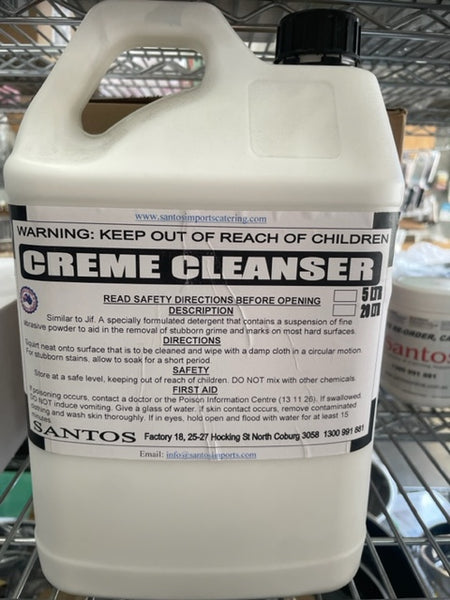 www.santosimportscatering.com
WARNING: KEEP OUT OF REACH OF CHILDREN
CREME CLEANSER
5 LTR
20 LTR
READ SAFETY DIRECTIONS BEFORE OPENING
DESCRIPTION
Similar to Jif. A specially formulated detergent that contains a suspension of fine
abrasive powder to aid in the removal of stubborn grime and marks on most hard surfaces.
DIRECTIONS
Squirt neat onto surface that is to be cleaned and wipe with a damp cloth in a circular motion.
For stubborn stains, allow to soak for a short period.
SAFETY
Store at a safe level, keeping out of reach of children. DO NOT mix with other chemicals.
FIRST AID
If poisoning occurs, contact a doctor or the Poison Information Centre (13 11 26). If swallowed
DO NOT induce vomiting. Give a glass of water. If skin contact occurs, remove contaminated
clothing and wash skin thoroughly. If in eyes, hold open and flood with water for at least 15
minutes.
SANTOS Factory 18, 25-27 Hocking St North Coburg 3058 1300 991 881
Email: info@santosimports.com
RE-ORDER, CA
santos
1300 991 881